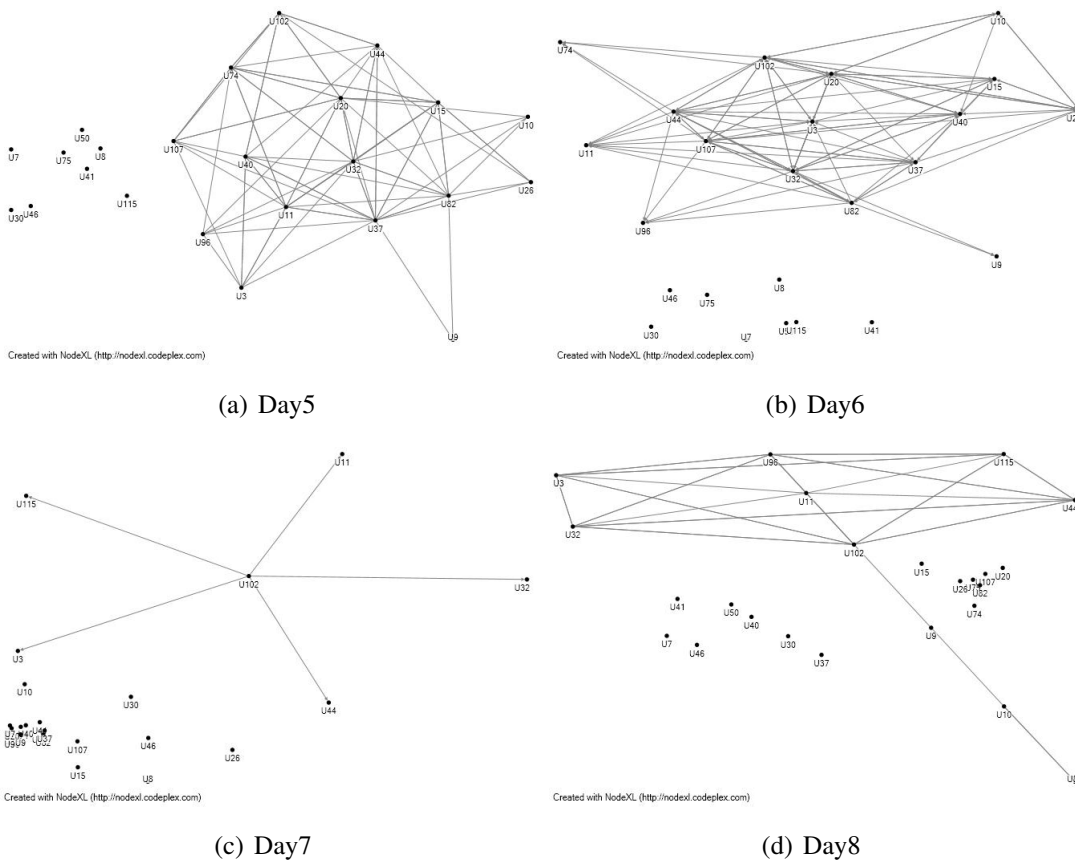 U102
U44
U74
U20
U15
U10
U107
U50
U7
U75
U8
U41
U40
U32
U26
U115
U82
U30
U46
U11
U37
U96
U3
U9
Created with NodeXL (http://nodexl.codeplex.com)
(a) Day5
U10
U74
U102
U20
U15
U44
U3
U40
U11
U107
U32
U37
U82
U96
U9
U8
U46
U75
U30
U115
U41
Created with NodeXL (http://nodexl.codeplex.com)
(b) Day6
U11
U115
U102
U32
U3
U10
U30
U44
U37
U107
U46
U26
U15
U8
Created with NodeXL (http://nodexl.codeplex.com)
(c) Day7
U96
U115
U3
U11
U44
U32
U102
U15
U20
U107
U26
U82
U74
U41
U50
U40
U9
U7
U46
U30
U37
U10
Created with NodeXL (http://nodexl.codeplex.com)
(d) Day8